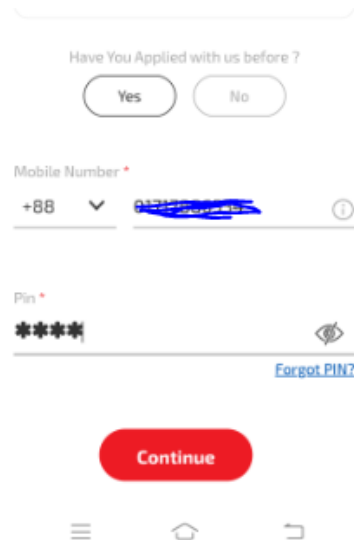 Have You Applied with us before ?
Yes
No
Mobile Number *
+88
Pin *
****
Forgot PIN?
Continue